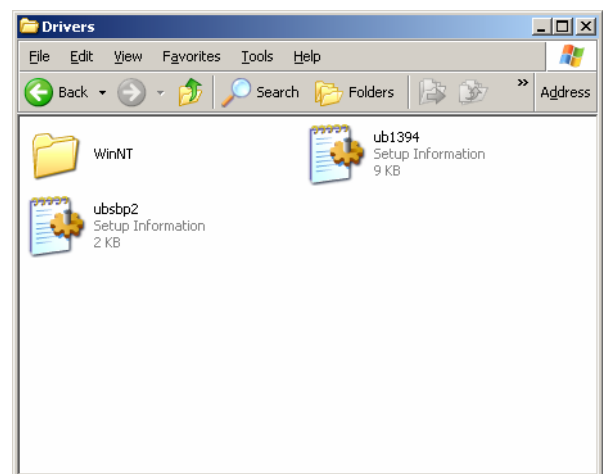 Drivers
File Edit View Favorites Tools Help
Back Search Folders » Address
WinNT
ub1394
Setup Information
9 KB
ubsbp2
Setup Information
2 KB